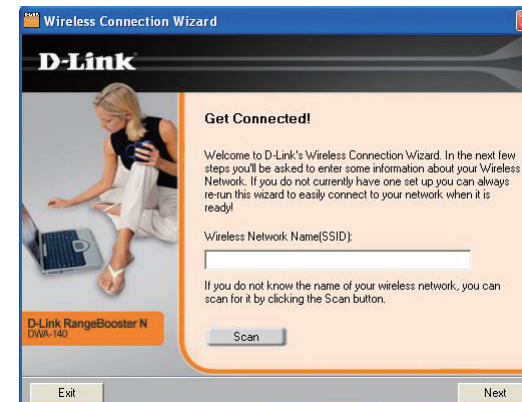 Wireless Connection Wizard
D-Link
Get Connected!
Welcome to D-Link's Wireless Connection Wizard. In the next few
steps you'll be asked to enter some information about your Wireless
Network. If you do not currently have one set up you can always
re-run this wizard to easily connect to your network when it is
ready!
Wireless Network Name(SSID):
If you do not know the name of your wireless network, you can
scan for it by clicking the Scan button.
D-Link RangeBooster N
DWA-140
Scan
Exit
Next